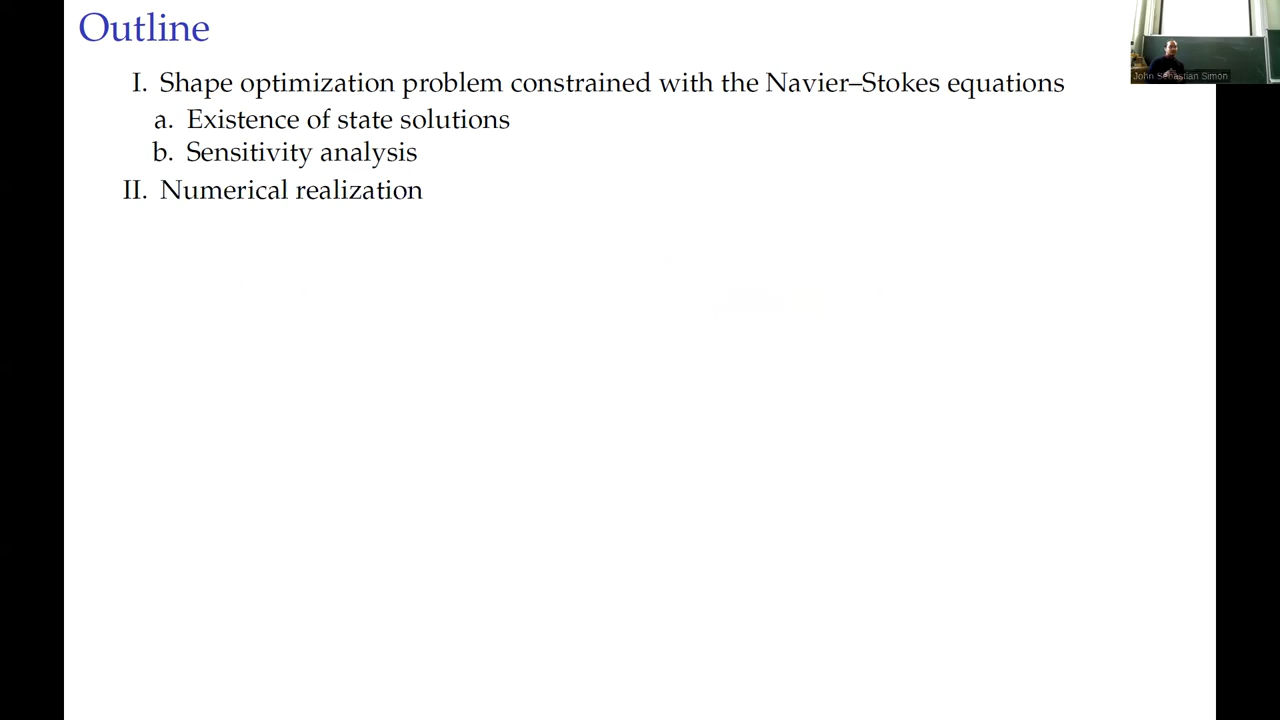 Outline
I. Shape optimization problem constrained with the Navier–Stokes equations
a. Existence of state solutions
b. Sensitivity analysis
II. Numerical realization
John Sebastian Simon